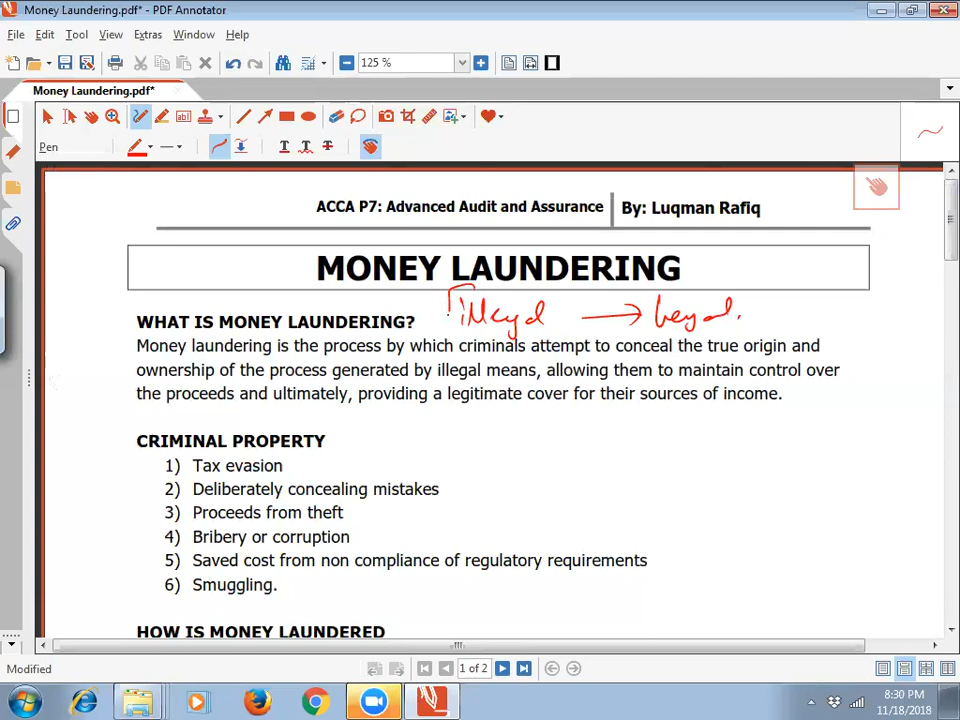 Money Laundering.pdf* - PDF Annotator
File Edit Tool View Extras Window Help
125 %
Money Laundering.pdf*
Pen
ACCA P7: Advanced Audit and Assurance By: Luqman Rafiq
MONEY LAUNDERING
illegal → legal.
WHAT IS MONEY LAUNDERING?
Money laundering is the process by which criminals attempt to conceal the true origin and
ownership of the process generated by illegal means, allowing them to maintain control over
the proceeds and ultimately, providing a legitimate cover for their sources of income.
CRIMINAL PROPERTY
1) Tax evasion
2) Deliberately concealing mistakes
3) Proceeds from theft
4) Bribery or corruption
5) Saved cost from non compliance of regulatory requirements
6) Smuggling.
HOW IS MONEY LAUNDERED
1 of 2
Modified
8:30 PM
11/18/2018